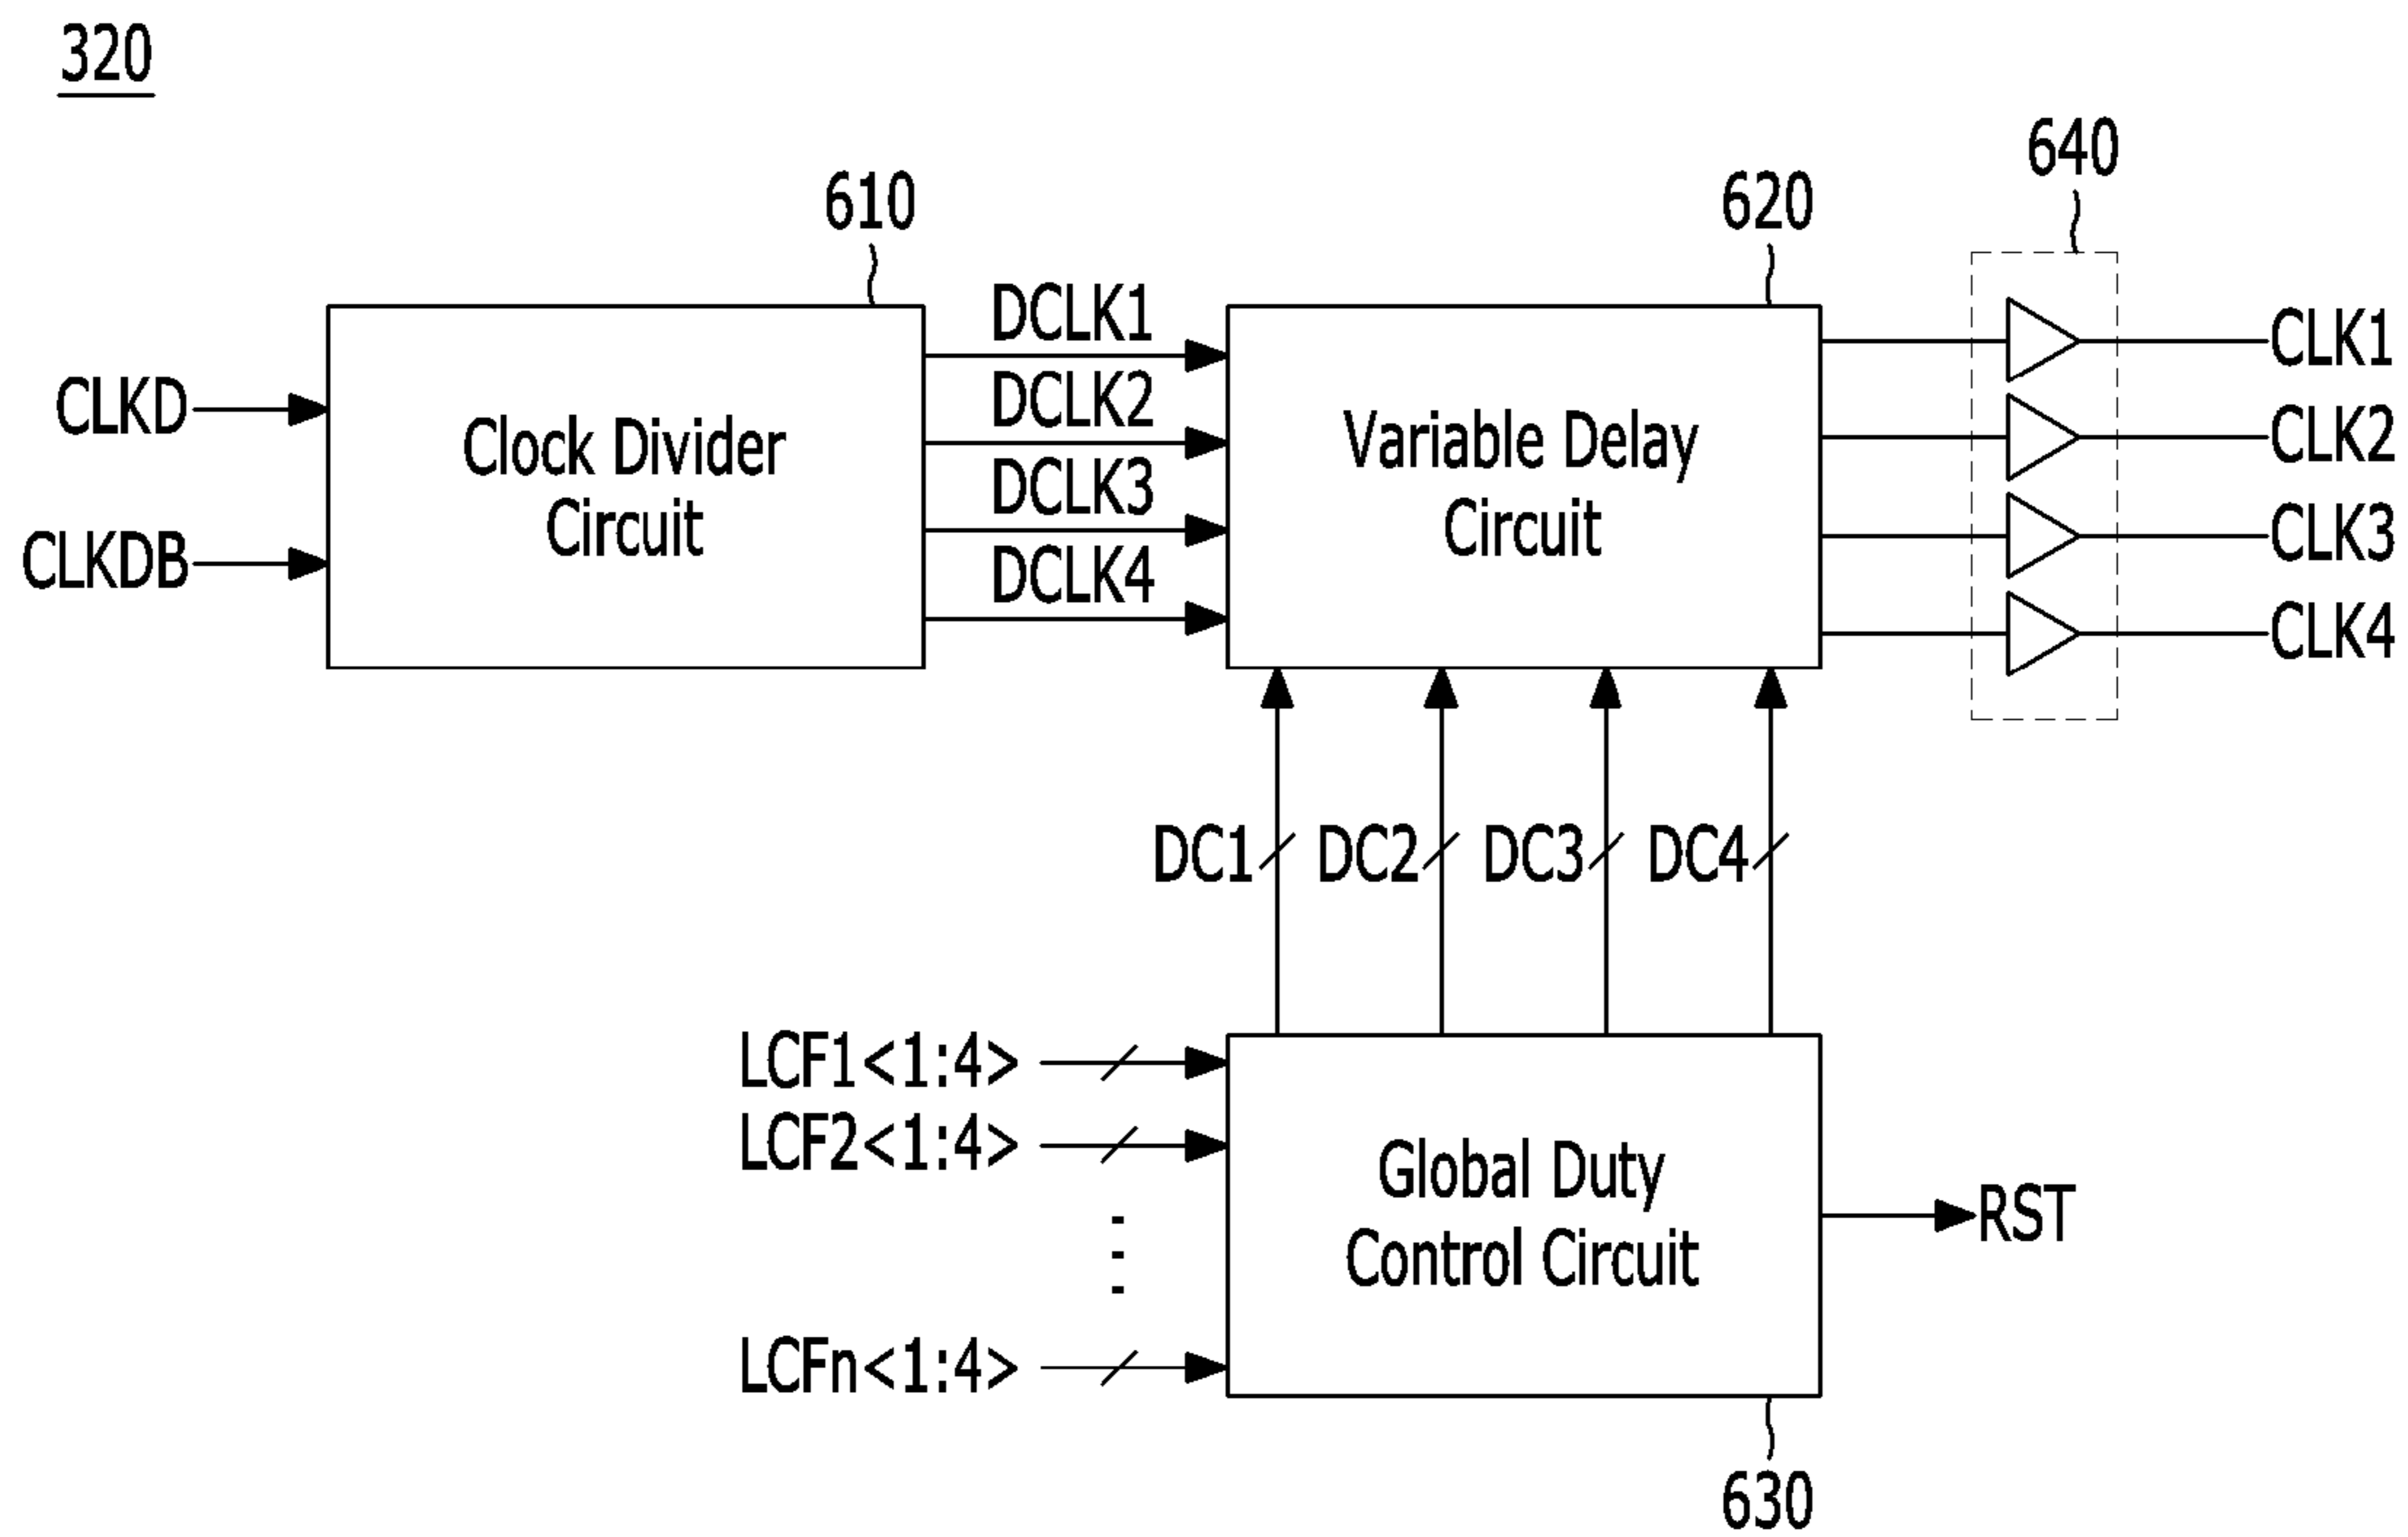 320
640
610
620
DCLK1
CLK1
CLKD
Clock Divider
Circuit
DCLK2
Variable Delay
Circuit
CLK2
DCLK3
CLK3
CLKDB
DCLK4
CLK4
DC1
DC2
DC3
DC4
LCF1<1:4>
LCF2<1:4>
LCFn<1:4>
Global Duty
Control Circuit
RST
630